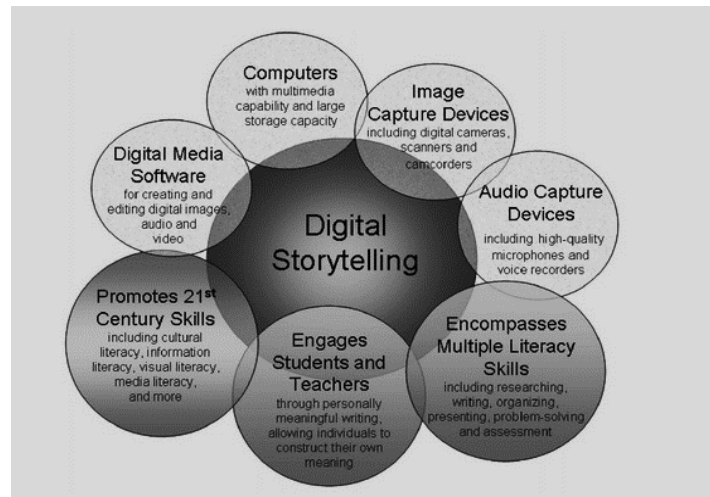 Computers
with multimedia
capability and large
storage capacity
Image
Capture Devices
including digital cameras,
scanners and
camcorders
Digital Media
Software
for creating and
editing digital images,
audio and
video
Audio Capture
Devices
including high-quality
microphones and
voice recorders
Digital
Storytelling
Promotes 21st
Century Skills
including cultural
literacy, information
literacy, visual literacy,
media literacy,
and more
Engages
Students and
Teachers
through personally
meaningful writing,
allowing individuals to
construct their own
meaning
Encompasses
Multiple Literacy
Skills
including researching,
writing, organizing,
presenting, problem-solving
and assessment